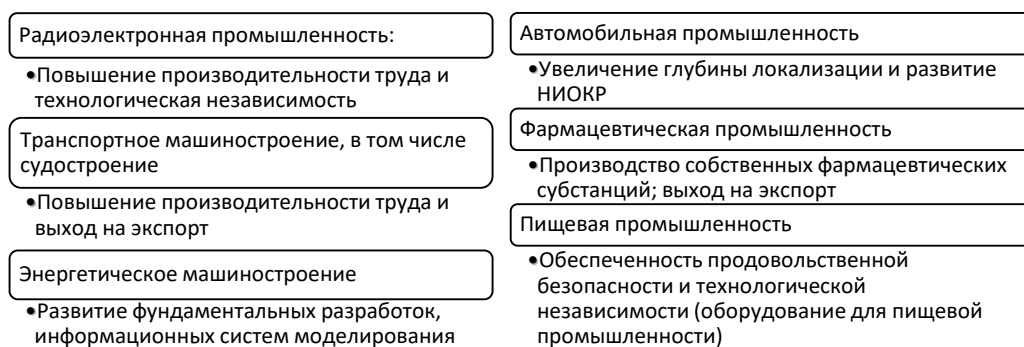 Радиоэлектронная промышленность:
•Повышение производительности труда и
технологическая независимость
Транспортное машиностроение, в том числе
судостроение
•Повышение производительности труда и
выход на экспорт
Энергетическое машиностроение
•Развитие фундаментальных разработок,
информационных систем моделирования
Автомобильная промышленность
•Увеличение глубины локализации и развитие
НИОКР
Фармацевтическая промышленность
•Производство собственных фармацевтических
субстанций; выход на экспорт
Пищевая промышленность
•Обеспеченность продовольственной
безопасности и технологической
независимости (оборудование для пищевой
промышленности)